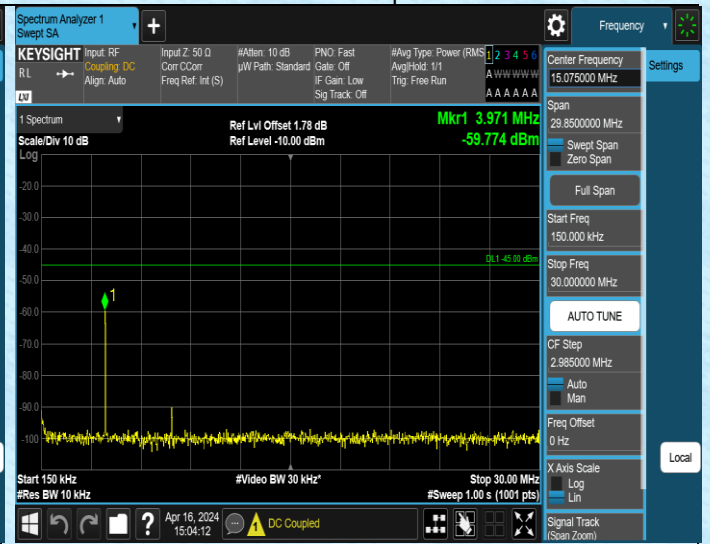 Spectrum Analyzer 1
Swept SA
+
Frequency
KEYSIGHT
RL
LXI
Input: RF
Coupling: DC
Align: Auto
Input Z: 50 Ω
Corr CCorr
Freq Ref: Int (S)
#Atten: 10 dB
µW Path: Standard
PNO: Fast
Gate: Off
IF Gain: Low
Sig Track: Off
#Avg Type: Power (RMS
Avg|Hold: 1/1
Trig: Free Run
1 2 3 4 5 6
A W W W W W
A A A A A A
1 Spectrum
Scale/Div 10 dB
Log
Ref Lvl Offset 1.78 dB
Ref Level -10.00 dBm
Mkr1 3.971 MHz
-59.774 dBm
-20.0
-30.0
-40.0
DL1 -45.00 dBm
-50.0
1
-60.0
-70.0
-80.0
-90.0
-100
Start 150 kHz
#Res BW 10 kHz
#Video BW 30 kHz*
Stop 30.00 MHz
#Sweep 1.00 s (1001 pts)
?
Apr 16, 2024
15:04:12
DC Coupled
Center Frequency
15.075000 MHz
Settings
Span
29.8500000 MHz
Swept Span
Zero Span
Full Span
Start Freq
150.000 kHz
Stop Freq
30.000000 MHz
AUTO TUNE
CF Step
2.985000 MHz
Auto
Man
Freq Offset
0 Hz
X Axis Scale
Log
Lin
Local
Signal Track
(Span Zoom)